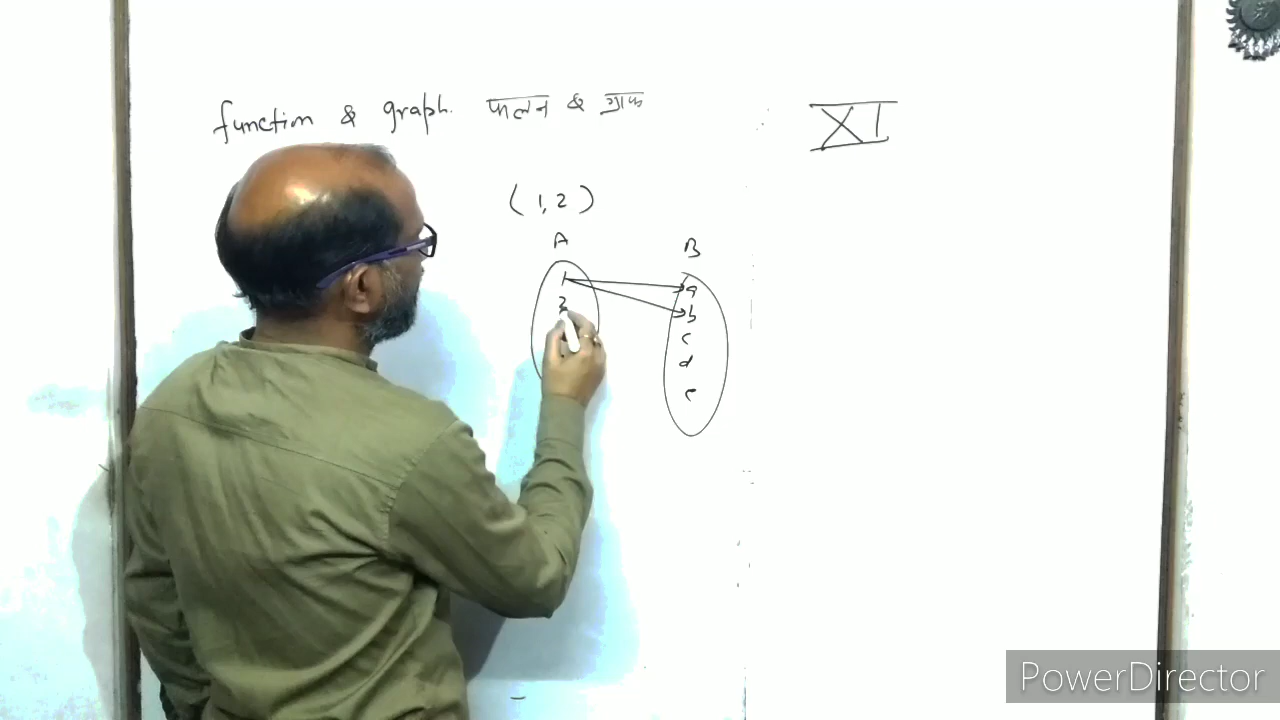 function & graph. फलन & ग्राफ
XI
( 1, 2 )
A B
1 a
2 b
c
d
e
PowerDirector